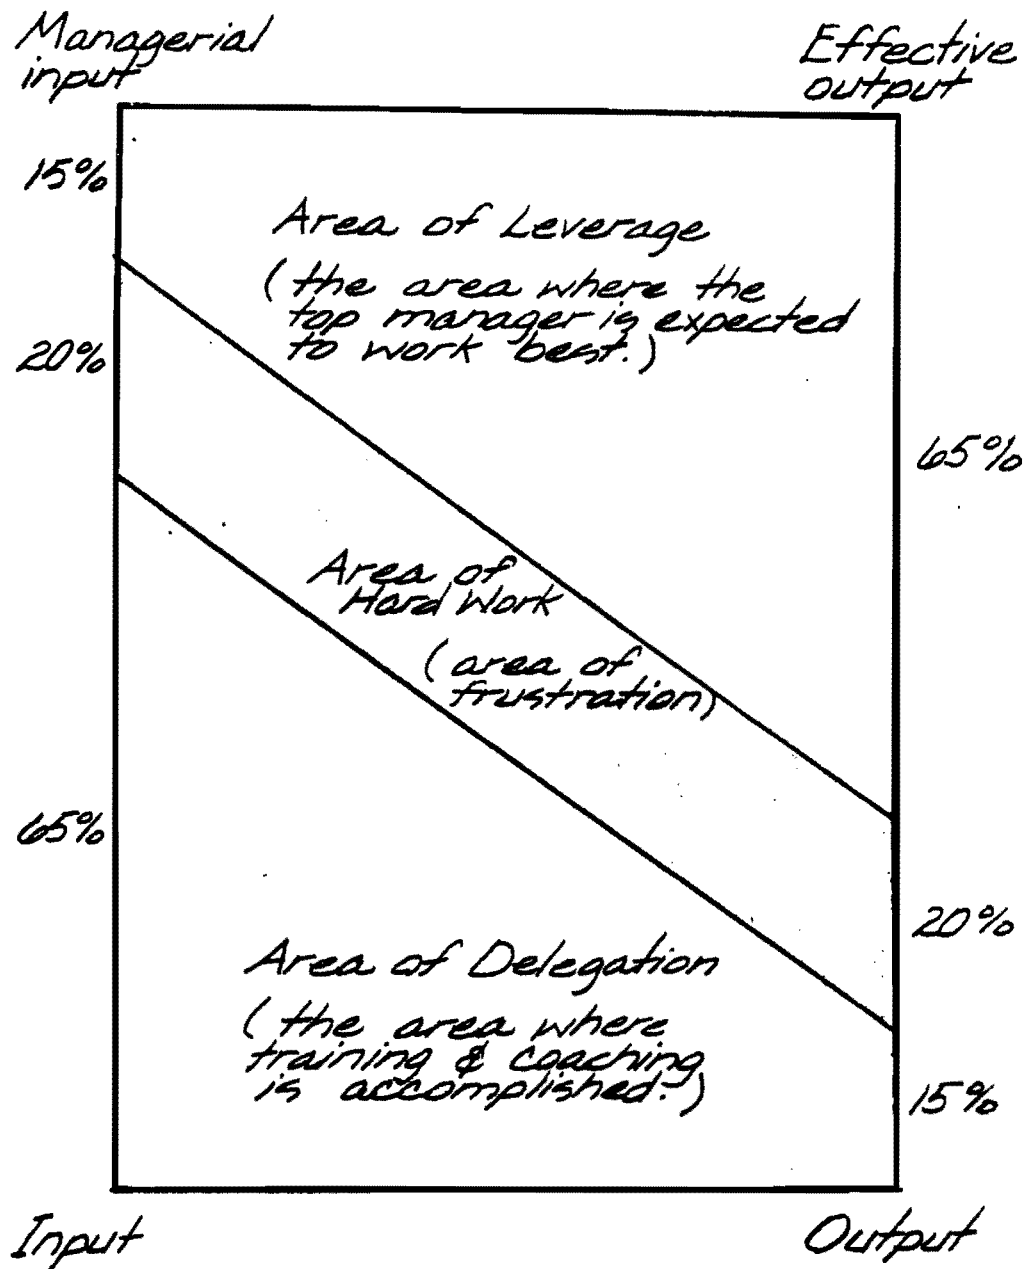 Managerial
input
Effective
output
15%
Area of Leverage
(the area where the
top manager is expected
to work best.)
20%
65%
Area of
Hard Work
(area of
frustration)
65%
20%
Area of Delegation
(the area where
training & coaching
is accomplished.)
15%
Input
Output